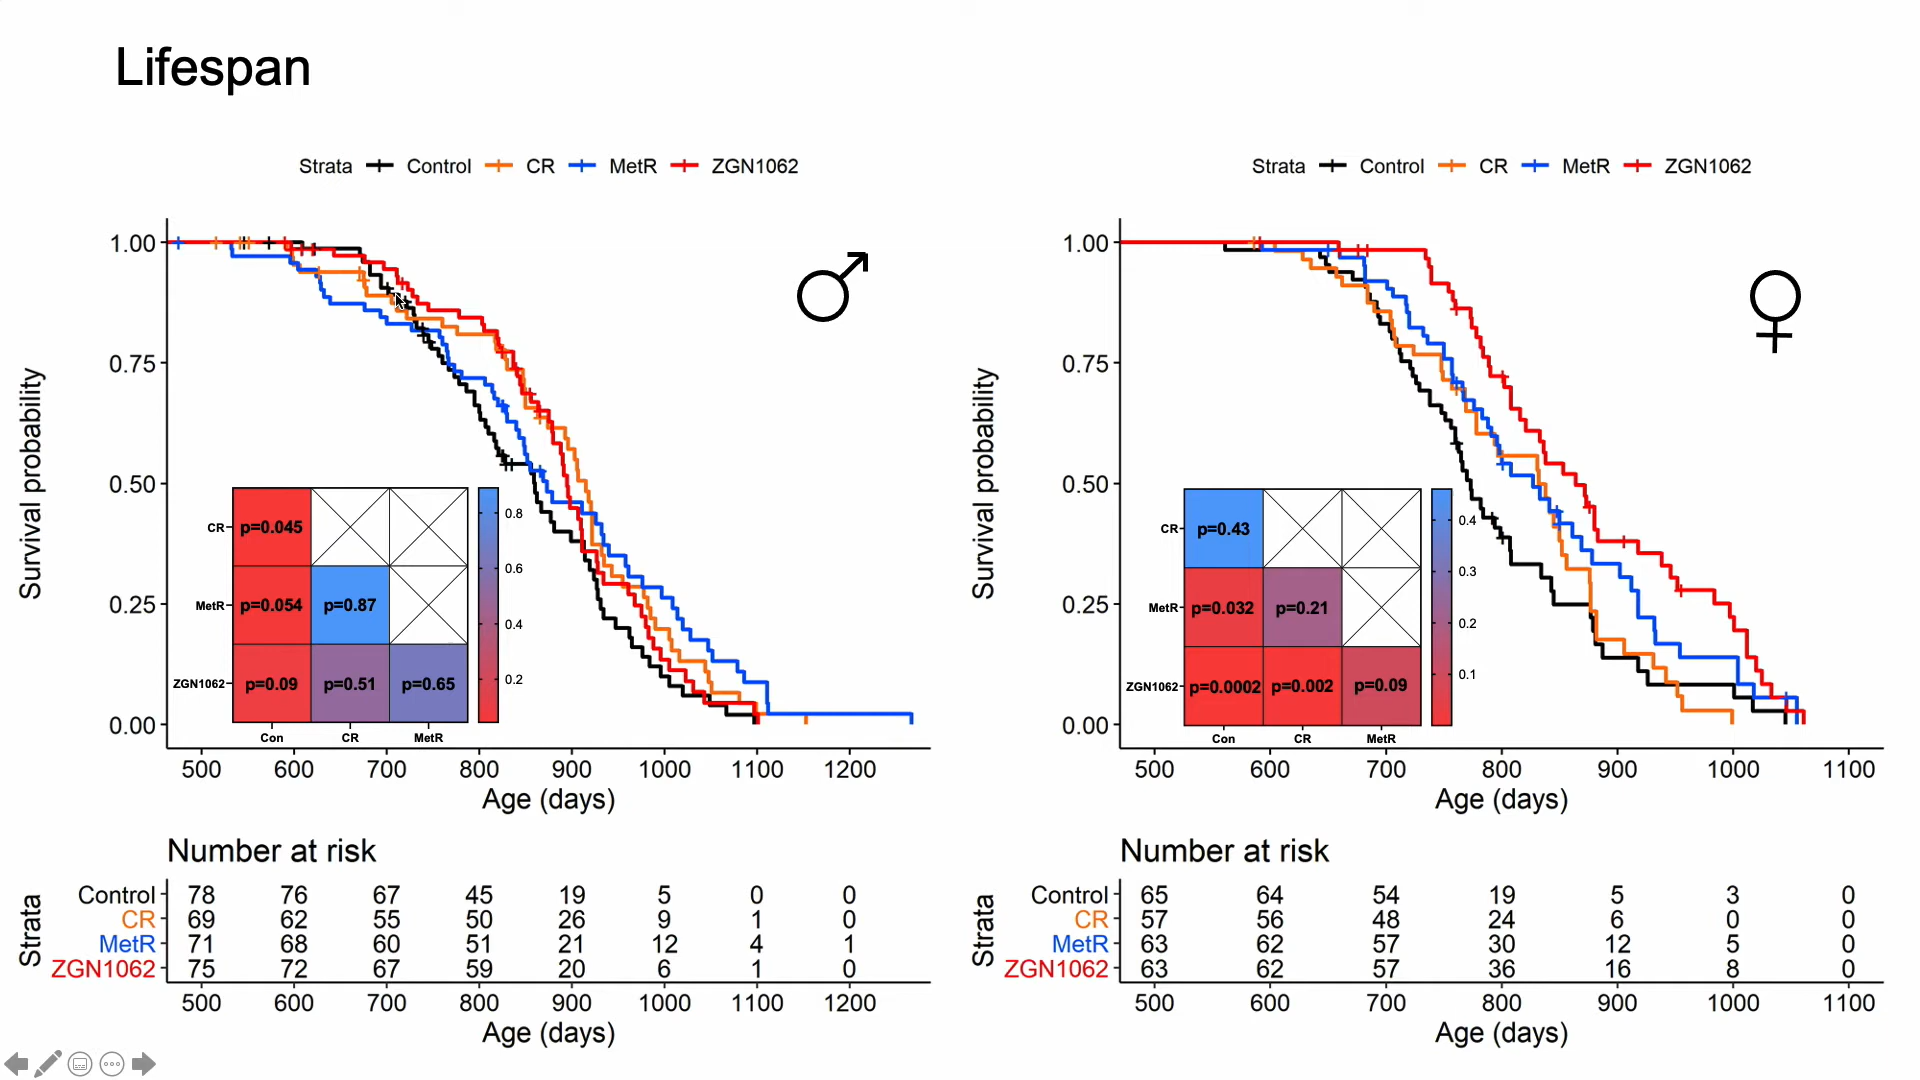 Lifespan
Strata Control CR MetR ZGN1062
Survival probability
1.00
0.75
0.50
0.25
0.00
CR
MetR
ZGN1062
p=0.045
p=0.054 p=0.87
p=0.09 p=0.51 p=0.65
Con CR MetR
0.8
0.6
0.4
0.2
500 600 700 800 900 1000 1100 1200
Age (days)
Number at risk
Strata
Control 78 76 67 45 19 5 0 0
CR 69 62 55 50 26 9 1 0
MetR 71 68 60 51 21 12 4 1
ZGN1062 75 72 67 59 20 6 1 0
500 600 700 800 900 1000 1100 1200
Age (days)
Strata Control CR MetR ZGN1062
Survival probability
1.00
0.75
0.50
0.25
0.00
CR
MetR
ZGN1062
p=0.43
p=0.032 p=0.21
p=0.0002 p=0.002 p=0.09
Con CR MetR
0.4
0.3
0.2
0.1
500 600 700 800 900 1000 1100
Age (days)
Number at risk
Strata
Control 65 64 54 19 5 3 0
CR 57 56 48 24 6 0 0
MetR 63 62 57 30 12 5 0
ZGN1062 63 62 57 36 16 8 0
500 600 700 800 900 1000 1100
Age (days)